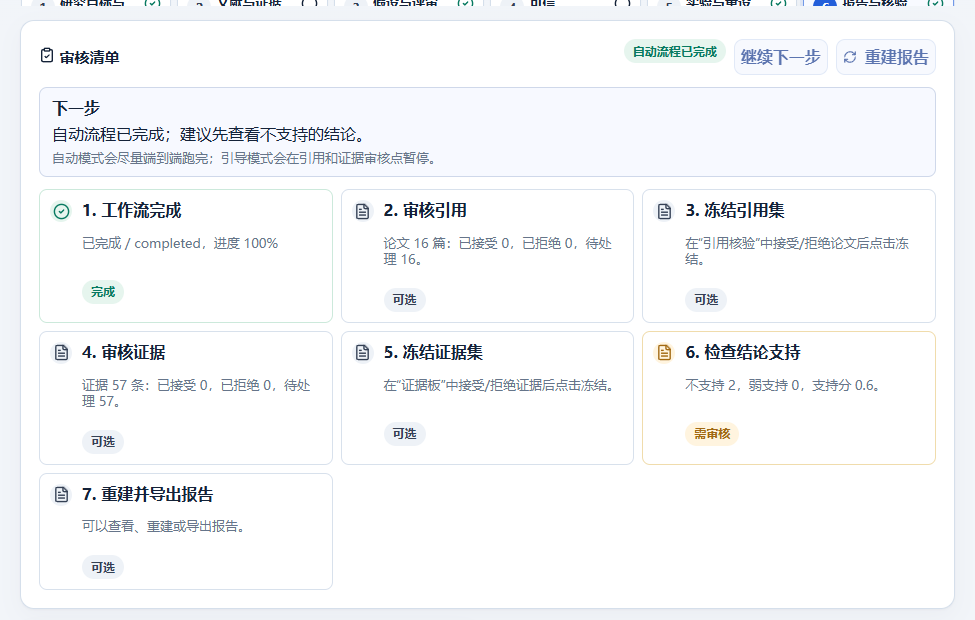 审核清单
自动流程已完成
继续下一步
重建报告
下一步
自动流程已完成；建议先查看不支持的结论。
自动模式会尽量端到端跑完；引导模式会在引用和证据审核点暂停。
1. 工作流完成
已完成 / completed，进度 100%
完成
2. 审核引用
论文 16 篇：已接受 0，已拒绝 0，待处
理 16。
可选
3. 冻结引用集
在“引用核验”中接受/拒绝论文后点击冻
结。
可选
4. 审核证据
证据 57 条：已接受 0，已拒绝 0，待处
理 57。
可选
5. 冻结证据集
在“证据板”中接受/拒绝证据后点击冻结。
可选
6. 检查结论支持
不支持 2，弱支持 0，支持分 0.6。
需审核
7. 重建并导出报告
可以查看、重建或导出报告。
可选